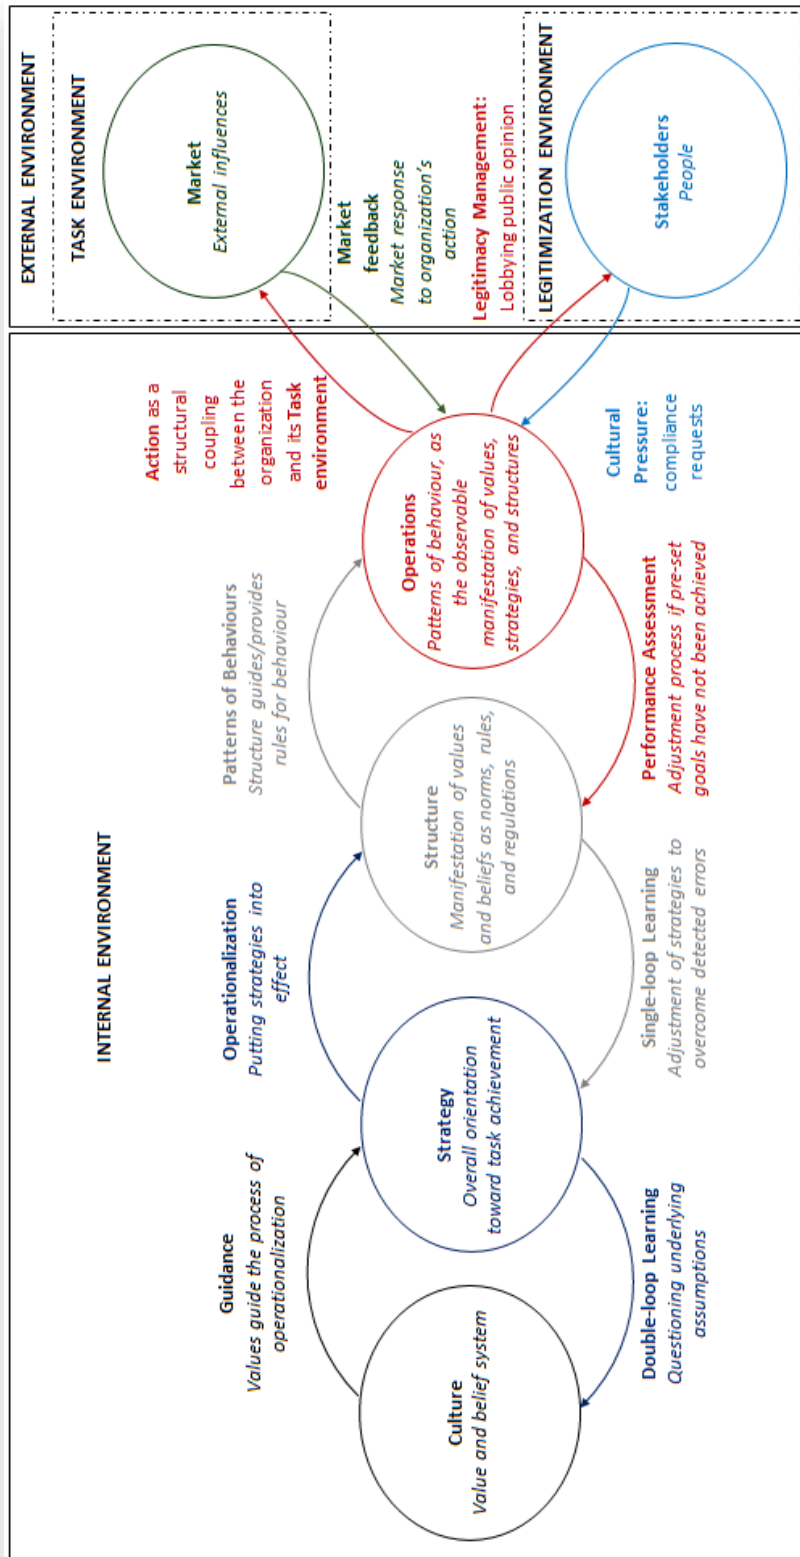 INTERNAL ENVIRONMENT
Guidance
Values guide the process of
operationalization
Operationalization
Putting strategies into
effect
Patterns of Behaviours
Structure guides/provides
rules for behaviour
Action as a
structural
coupling
between the
organization
and its Task
environment
Culture
Value and belief system
Strategy
Overall orientation
toward task achievement
Structure
Manifestation of values
and beliefs as norms, rules,
and regulations
Operations
Patterns of behaviour, as
the observable
manifestation of values,
strategies, and structures
Double-loop Learning
Questioning underlying
assumptions
Single-loop Learning
Adjustment of strategies to
overcome detected errors
Performance Assessment
Adjustment process if pre-set
goals have not been achieved
Cultural
Pressure:
compliance
requests
EXTERNAL ENVIRONMENT
TASK ENVIRONMENT
Market
External influences
Market
feedback
Market response
to organization's
action
Legitimacy Management:
Lobbying public opinion
LEGITIMIZATION ENVIRONMENT
Stakeholders
People